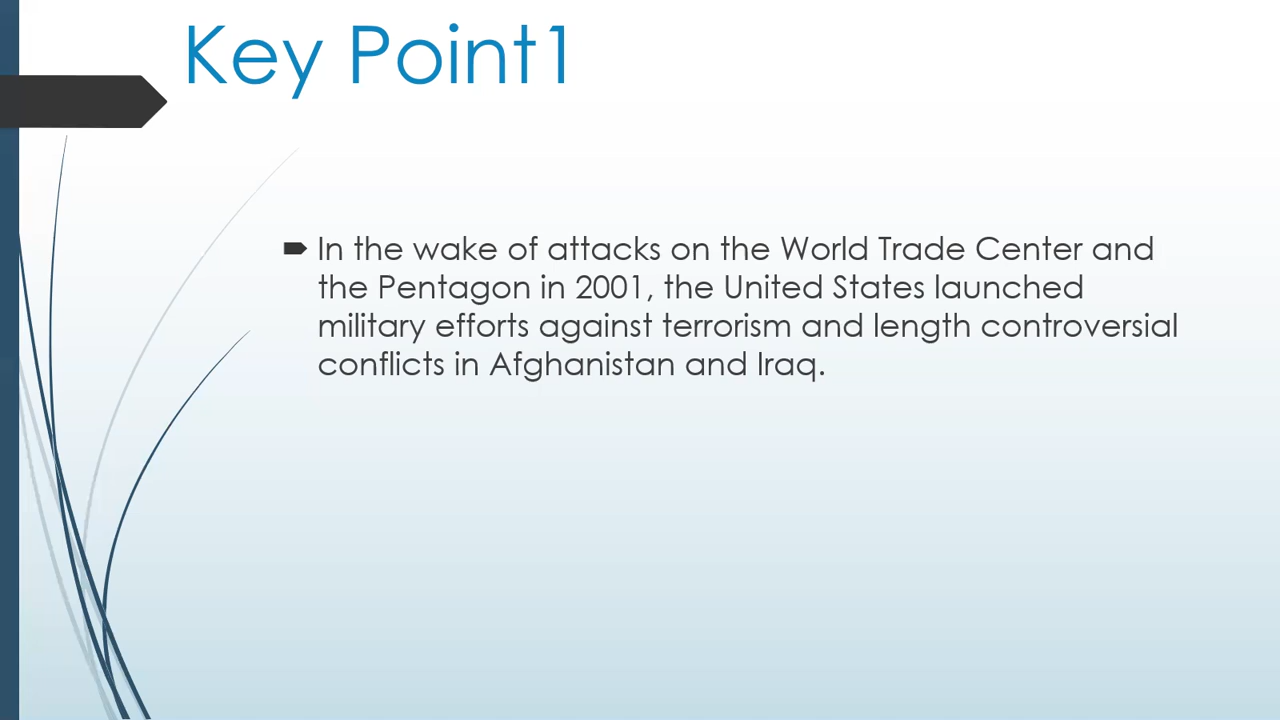 Key Point1
In the wake of attacks on the World Trade Center and
the Pentagon in 2001, the United States launched
military efforts against terrorism and length controversial
conflicts in Afghanistan and Iraq.